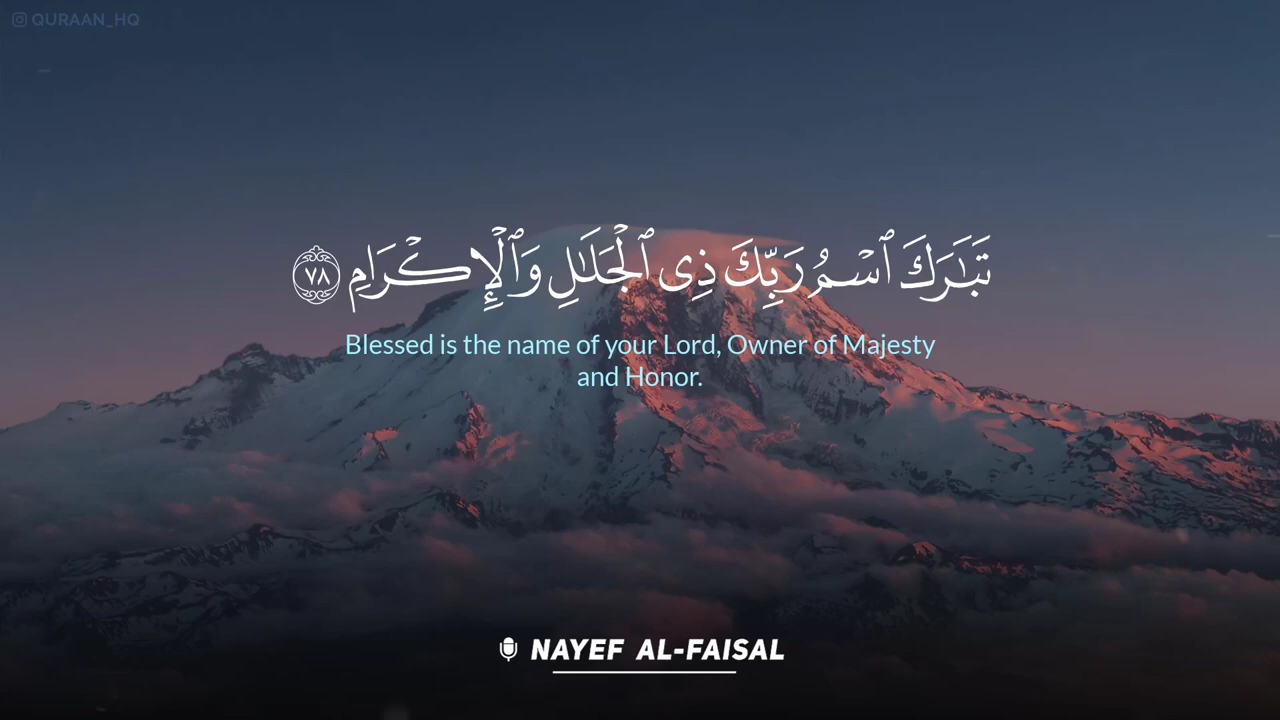 QURAAN_HQ
تَبَـٰرَكَ ٱسْمُ رَبِّكَ ذِى ٱلْجَلَـٰلِ وَٱلْإِكْرَامِ ٧٨
Blessed is the name of your Lord, Owner of Majesty
and Honor.
NAYEF AL-FAISAL